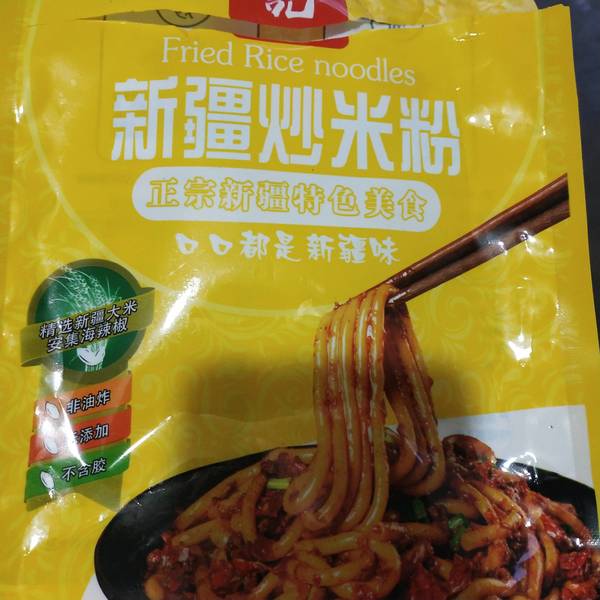 Fried Rice noodles
新疆炒米粉
正宗新疆特色美食
口口都是新疆味
精选新疆大米
安集海辣椒
非油炸
添加
不含胶